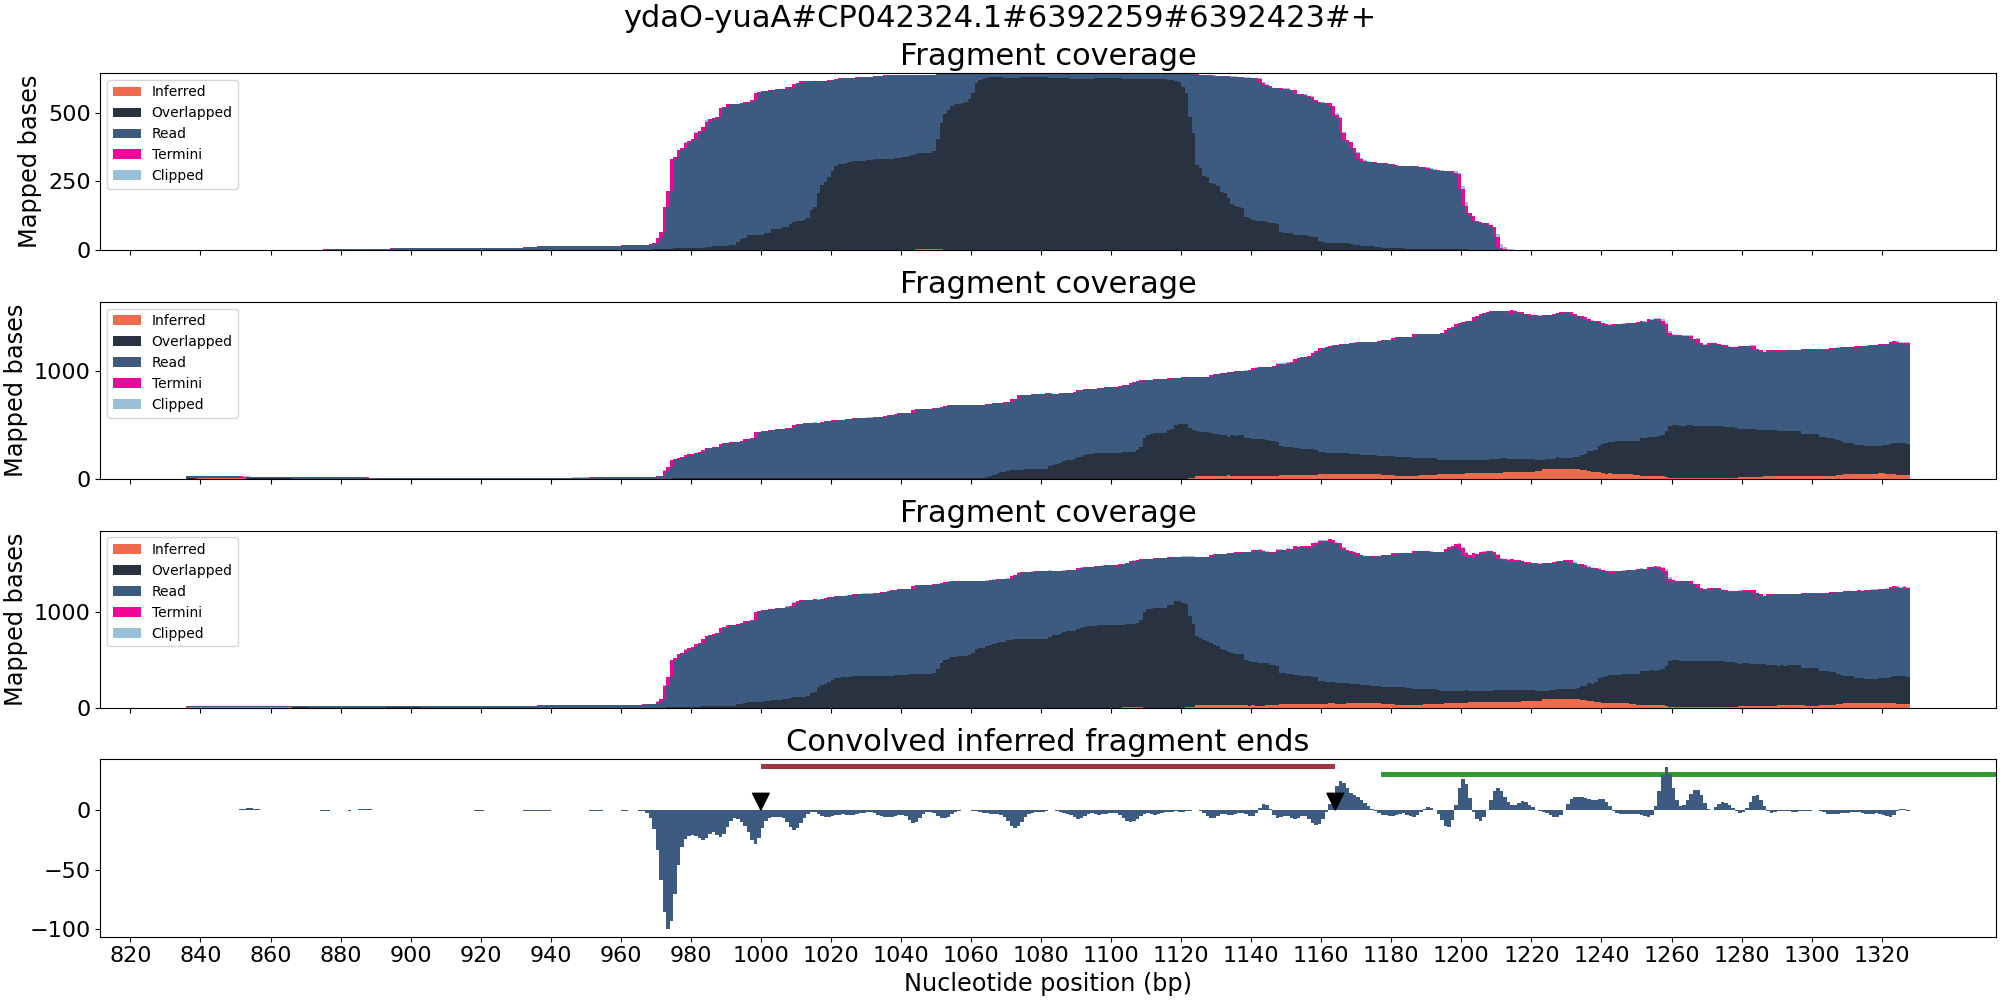 ydaO-yuaA#CP042324.1#6392259#6392423#+
Fragment coverage
Mapped bases
500
250
0
Inferred
Overlapped
Read
Termini
Clipped
Fragment coverage
Mapped bases
1000
0
Inferred
Overlapped
Read
Termini
Clipped
Fragment coverage
Mapped bases
1000
0
Inferred
Overlapped
Read
Termini
Clipped
Convolved inferred fragment ends
0
−50
−100
820 840 860 880 900 920 940 960 980 1000 1020 1040 1060 1080 1100 1120 1140 1160 1180 1200 1220 1240 1260 1280 1300 1320
Nucleotide position (bp)